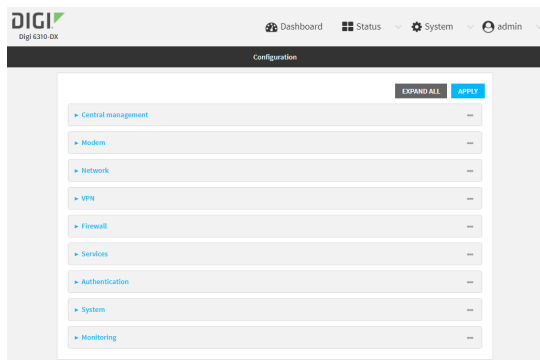 DIGI
Digi 6310-DX
Dashboard Status System admin
Configuration
EXPAND ALL APPLY
Central management
Modem
Network
VPN
Firewall
Services
Authentication
System
Monitoring